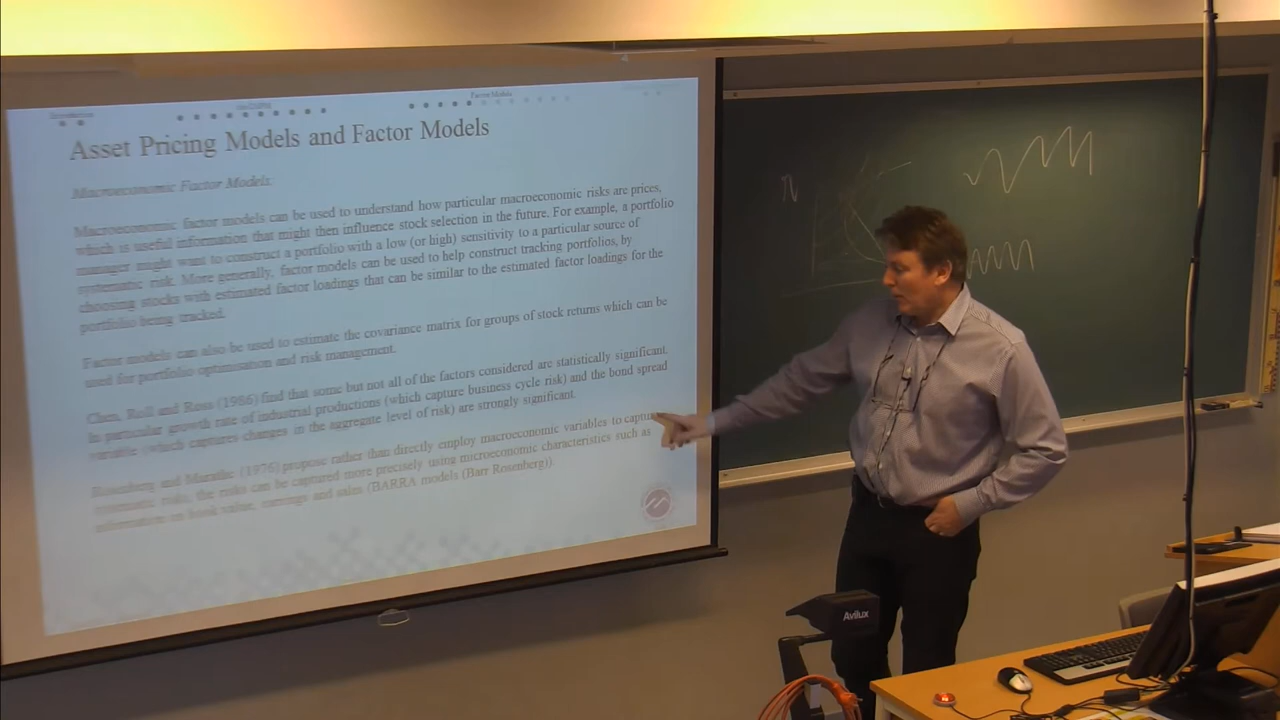 Factor Models
Asset Pricing Models and Factor Models
Macroeconomic Factor Models:
Macroeconomic factor models can be used to understand how particular macroeconomic risks are prices,
which is useful information that might then influence stock selection in the future. For example, a portfolio
manager might want to construct a portfolio with a low (or high) sensitivity to a particular source of
systematic risk. More generally, factor models can be used to help construct tracking portfolios, by
choosing stocks with estimated factor loadings that can be similar to the estimated factor loadings for the
portfolio being tracked.
Factor models can also be used to estimate the covariance matrix for groups of stock returns which can be
used for portfolio optimisation and risk management.
Chen, Roll and Ross (1986) find that some but not all of the factors considered are statistically significant.
In particular growth rate of industrial productions (which capture business cycle risk) and the bond spread
variable (which captures changes in the aggregate level of risk) are strongly significant.
Rosenberg and (1976) propose rather than directly employ macroeconomic variables to capture
risks, the risks can be captured more precisely using microeconomic characteristics such as
information on book value, earnings and sales (BARRA models (Barr Rosenberg)).
Avilux